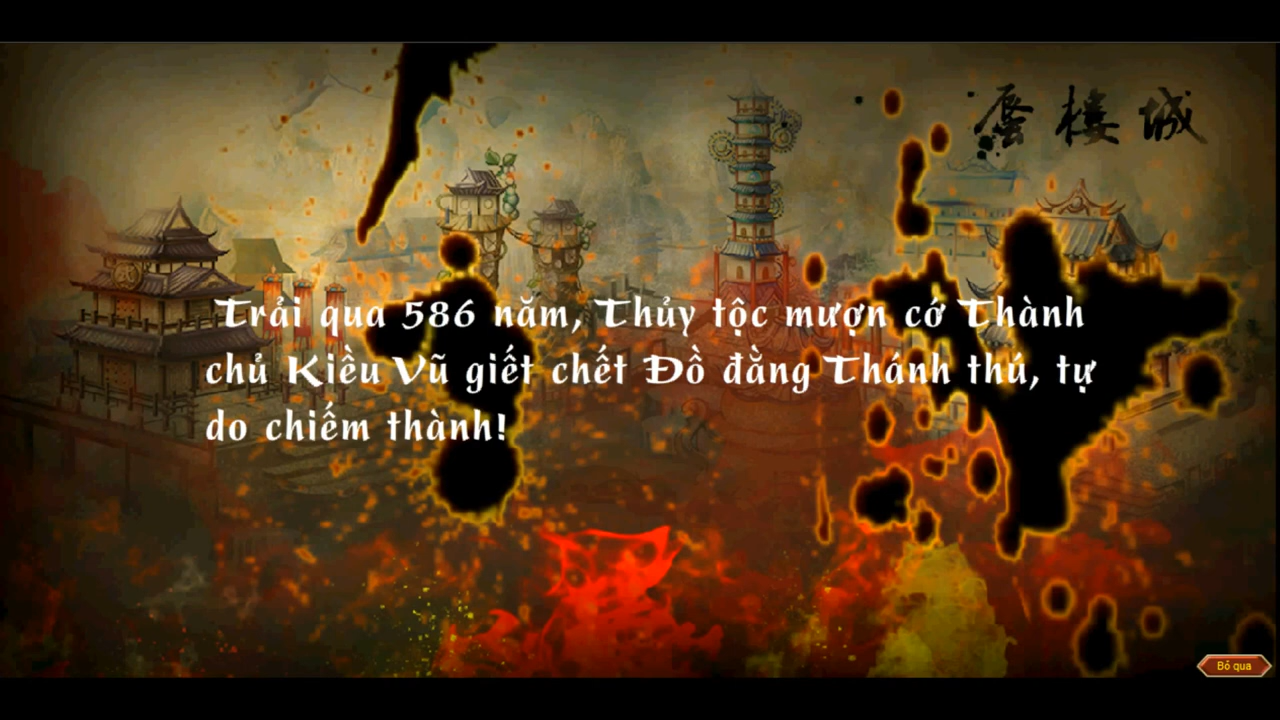 蜃樓城
Trải qua 586 năm, Thủy tộc mượn cớ Thành
chủ Kiều Vũ giết chết Đồ đằng Thánh thú, tự
do chiếm thành!
Bỏ qua